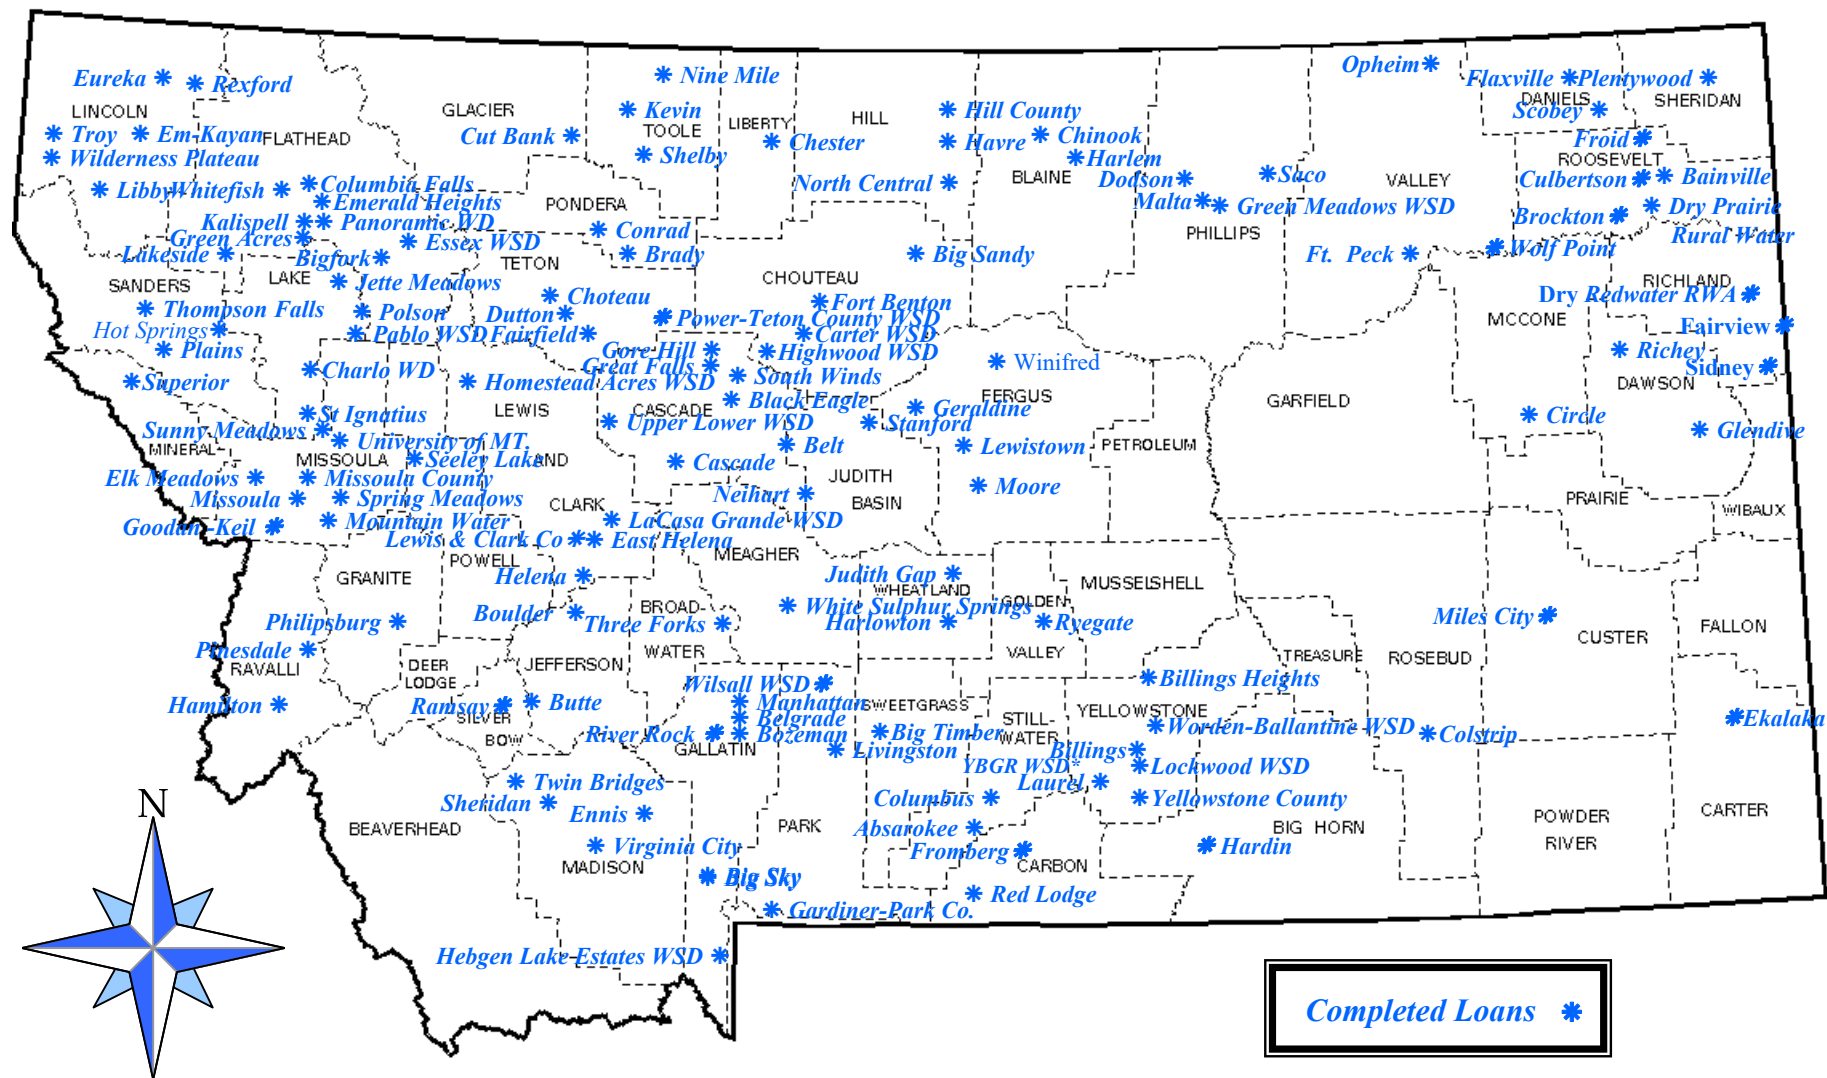 Opheim
Eureka
Rexford
Nine Mile
Flaxville
Plentywood
LINCOLN
GLACIER
Kevin
Hill County
DANIELS
SHERIDAN
Scobey
Troy
Em-Kayan
FLATHEAD
Cut Bank
TOOLE
LIBERTY
HILL
Chester
Havre
Chinook
Froid
Wilderness Plateau
Shelby
Harlem
ROOSEVELT
Libby
Whitefish
Columbia Falls
North Central
BLAINE
Dodson
Saco
VALLEY
Culbertson
Bainville
Emerald Heights
PONDERA
Malta
Green Meadows WSD
Dry Prairie
Rural Water
Kalispell
Panoramic WD
Conrad
PHILLIPS
Brockton
Green Acres
Essex WSD
Lakeside
Bigfork
TETON
Brady
Big Sandy
Ft. Peck
Wolf Point
SANDERS
LAKE
Jette Meadows
CHOUTEAU
RICHLAND
Thompson Falls
Polson
Choteau
Fort Benton
Dry Redwater RWA
Dutton
Power-Teton County WSD
MCCONE
Hot Springs
Pablo WSD
Fairfield
Carter WSD
Fairview
Plains
Gore Hill
Highwood WSD
Winifred
Richey
Great Falls
Superior
Charlo WD
Homestead Acres WSD
South Winds
FERGUS
DAWSON
Sidney
LEWIS
CASCADE
Black Eagle
Geraldine
GARFIELD
St Ignatius
Upper Lower WSD
Stanford
Circle
Sunny Meadows
University of MT.
Belt
Lewistown
PETROLEUM
Glendive
MINERAL
MISSOULA
Seeley Lake
AND
Cascade
Elk Meadows
Missoula County
JUDITH
BASIN
Moore
Missoula
Spring Meadows
CLARK
Neihart
PRAIRIE
WIBAUX
Goodan-Keil
Mountain Water
LaCasa Grande WSD
Lewis & Clark Co
East Helena
MEAGHER
POWELL
GRANITE
Helena
Judith Gap
WHEATLAND
MUSSELSHELL
Boulder
BROAD-
WATER
White Sulphur Springs
GOLDEN
VALLEY
Philipsburg
Three Forks
Harlowton
Ryegate
Miles City
CUSTER
FALLON
Pinesdale
RAVALLI
DEER
LODGE
JEFFERSON
TREASURE
ROSEBUD
Wilsall WSD
Billings Heights
Hamilton
Ramsay
SILVER
BOW
Butte
Manhattan
SWEETGRASS
STILL-
WATER
YELLOWSTONE
Belgrade
Ekalaka
River Rock
Bozeman
GALLATIN
Big Timber
Worden-Ballantine WSD
Colstrip
Livingston
Billings
YBGR WSD*
Lockwood WSD
Twin Bridges
Laurel
Sheridan
Columbus
Yellowstone County
Ennis
BEAVERHEAD
PARK
Absarokee
BIG HORN
POWDER
RIVER
CARTER
Virginia City
Fromberg
Hardin
MADISON
CARBON
Big Sky
Red Lodge
Gardiner-Park Co.
Hebgen Lake Estates WSD
N
Completed Loans